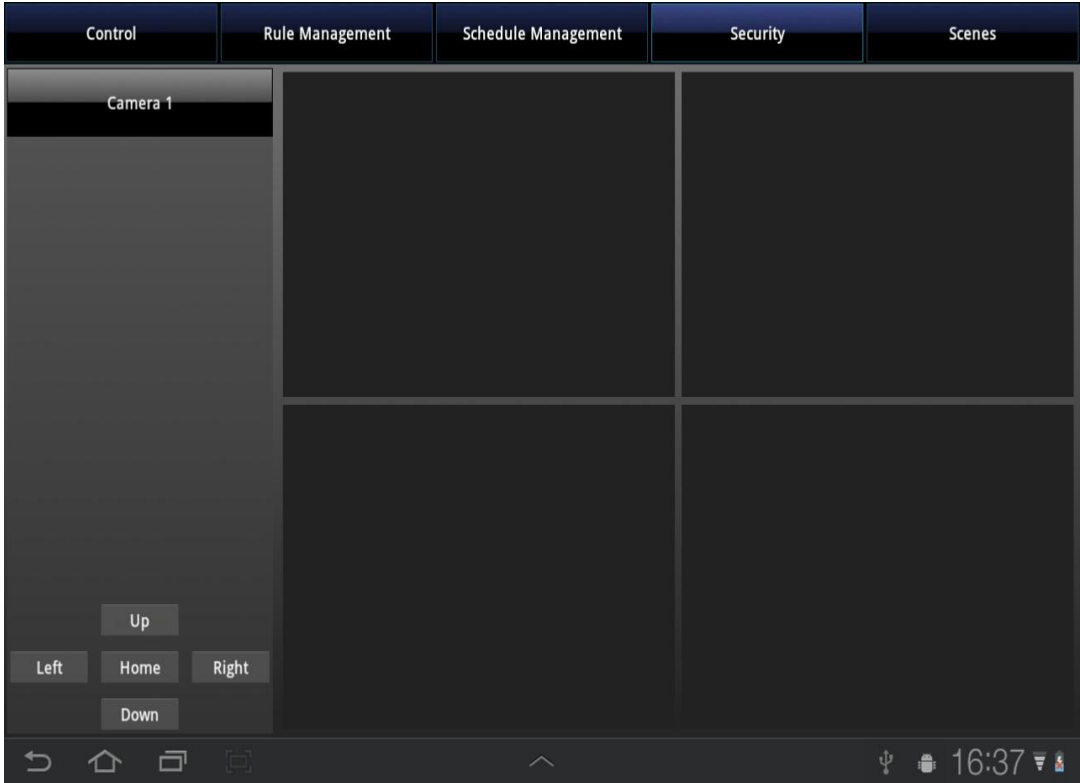 Control Rule Management Schedule Management Security Scenes
Camera 1
Up
Left Home Right
Down
16:37